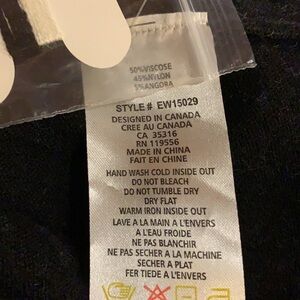 50%VISCOSE
45%NYLON
5%ANGORA
STYLE# EW15029
DESIGNED IN CANADA
CREE AU CANADA
CA 35316
RN 119556
MADE IN CHINA
FAIT EN CHINE
HAND WASH COLD INSIDE OUT
DO NOT BLEACH
DO NOT TUMBLE DRY
DRY FLAT
WARM IRON INSIDE OUT
LAVE A LA MAIN A L'ENVERS
A L'EAU FROIDE
NE PAS BLANCHIR
NE PAS SECHER A LA MACHINE
SECHER A PLAT
FER TIEDE A L'ENVERS